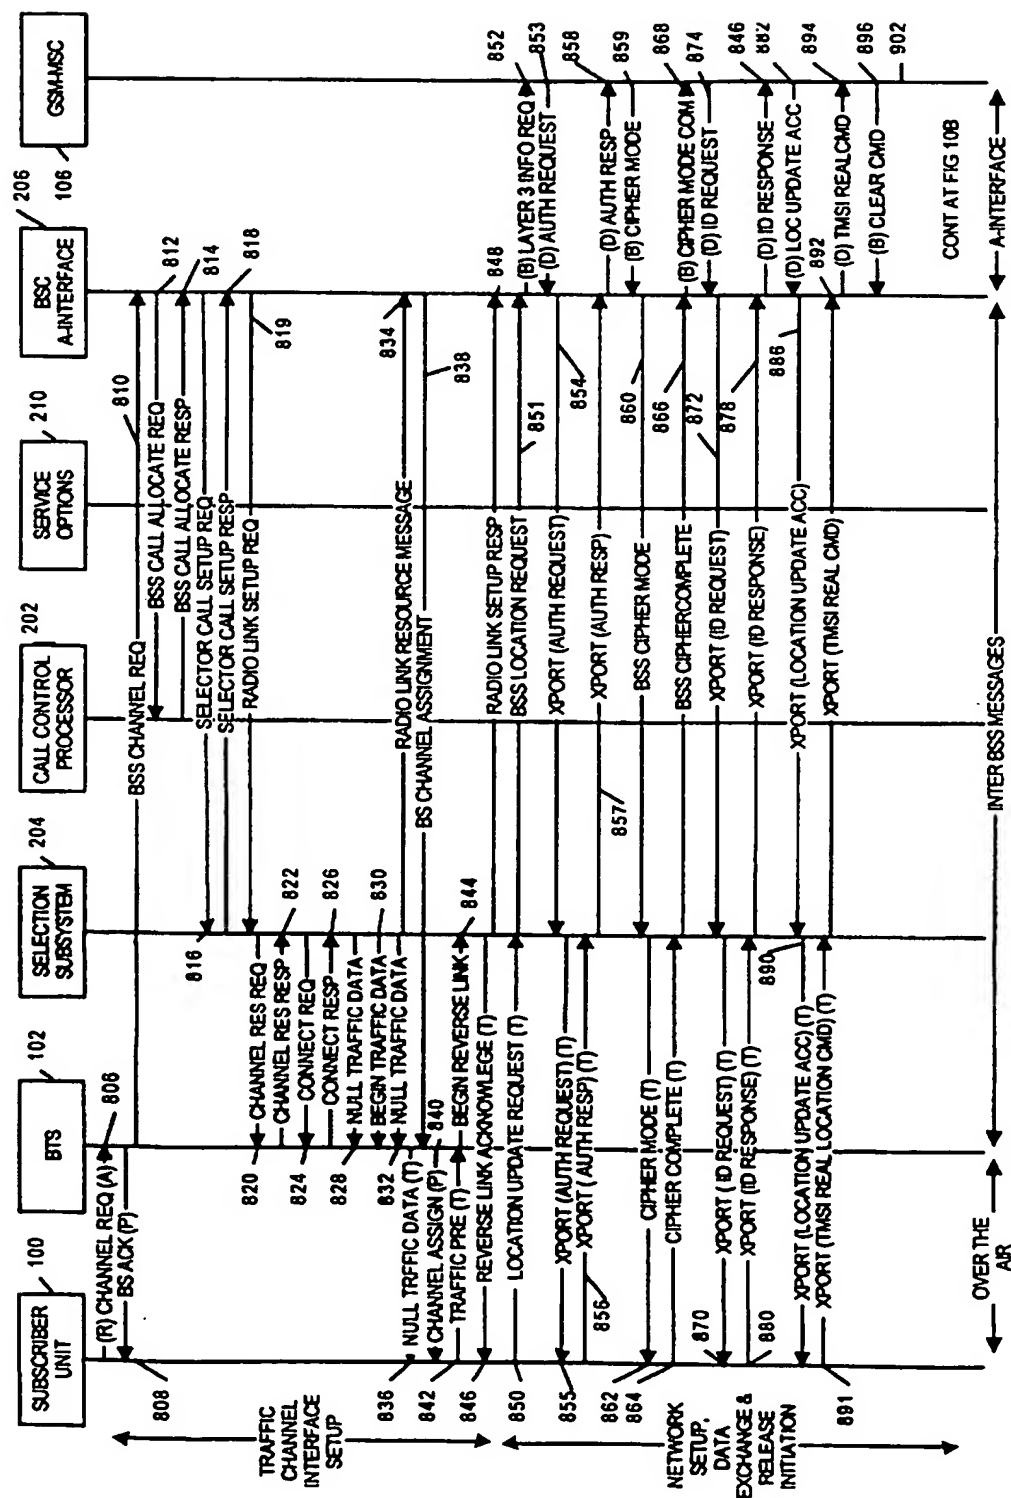 SUBSCRIBER
UNIT
100
BTS
102
SELECTION
SUBSYSTEM
204
CALL CONTROL
PROCESSOR
202
SERVICE
OPTIONS
210
BSC
A-INTERFACE
206
GSM-MSC
106
TRAFFIC
CHANNEL
INTERFACE
SETUP
(R) CHANNEL REQ (A)
806
BS ACK (P)
808
BSS CHANNEL REQ
810
BSS CALL ALLOCATE REQ
812
BSS CALL ALLOCATE RESP
814
SELECTOR CALL SETUP REQ
816
SELECTOR CALL SETUP RESP
818
RADIO LINK SETUP REQ
819
820
CHANNEL RES REQ
CHANNEL RES RESP
822
824
CONNECT REQ
CONNECT RESP
826
828
NULL TRAFFIC DATA
BEGIN TRAFFIC DATA
830
832
NULL TRAFFIC DATA
RADIO LINK RESOURCE MESSAGE
834
836
NULL TRFFIC DATA (T)
BS CHANNEL ASSIGNMENT
838
CHANNEL ASSIGN (P)
840
842
TRAFFIC PRE (T)
BEGIN REVERSE LINK
844
846
REVERSE LINK ACKNOWLEGE (T)
RADIO LINK SETUP RESP
848
NETWORK
SETUP,
DATA
EXCHANGE &
RELEASE
INITIATION
850
LOCATION UPDATE REQUEST (T)
BSS LOCATION REQUEST
851
(B) LAYER 3 INFO REQ
852
(D) AUTH REQUEST
853
XPORT (AUTH REQUEST)
854
855
XPORT (AUTH REQUEST) (T)
XPORT ( AUTH RESP) (T)
856
XPORT (AUTH RESP)
857
(D) AUTH RESP
858
(B) CIPHER MODE
859
BSS CIPHER MODE
860
862
CIPHER MODE (T)
864
CIPHER COMPLETE (T)
BSS CIPHERCOMPLETE
866
(B) CIPHER MODE COM
868
(D) ID REQUEST
874
XPORT (ID REQUEST)
872
870
XPORT ( ID REQUEST) (T)
XPORT (ID RESPONSE) (T)
880
XPORT (ID RESPONSE)
878
(D) ID RESPONSE
846
(D) LOC UPDATE ACC
882
XPORT (LOCATION UPDATE ACC)
886
890
XPORT (LOCATION UPDATE ACC) (T)
XPORT (TMSI REAL LOCATION CMD) (T)
891
XPORT (TMSI REAL CMD)
892
(D) TMSI REALCMD
894
(B) CLEAR CMD
896
902
CONT AT FIG 10B
OVER THE
AIR
INTER BSS MESSAGES
A-INTERFACE